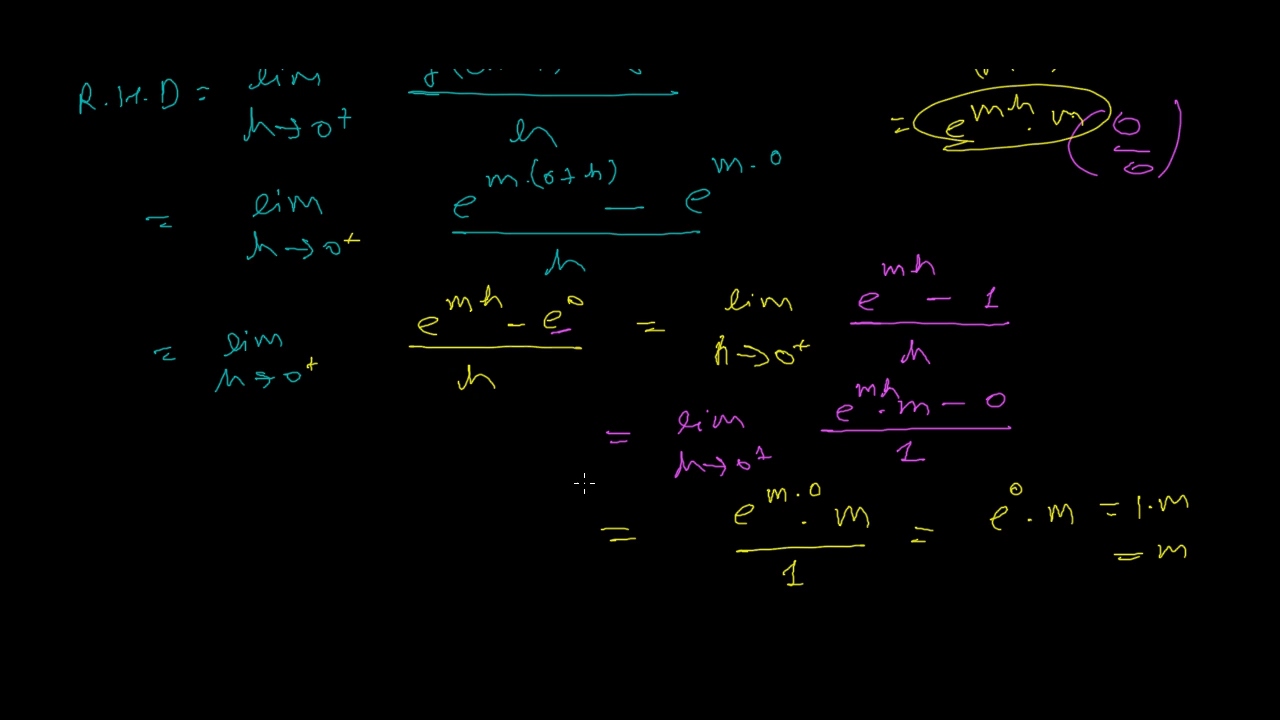 R.H.D = lim h→0⁺ / h
= lim h→0⁺ (e^{m·(0+h)} − e^{m·0}) / h
= lim h→0⁺ (e^{mh} − e^0) / h = lim h→0⁺ (e^{mh} − 1) / h
= lim h→0⁺ (e^{mh}·m − 0) / 1
= (e^{m·0}·m) / 1 = e^0·m = 1·m
= m
= e^{mh}·m (0/0)